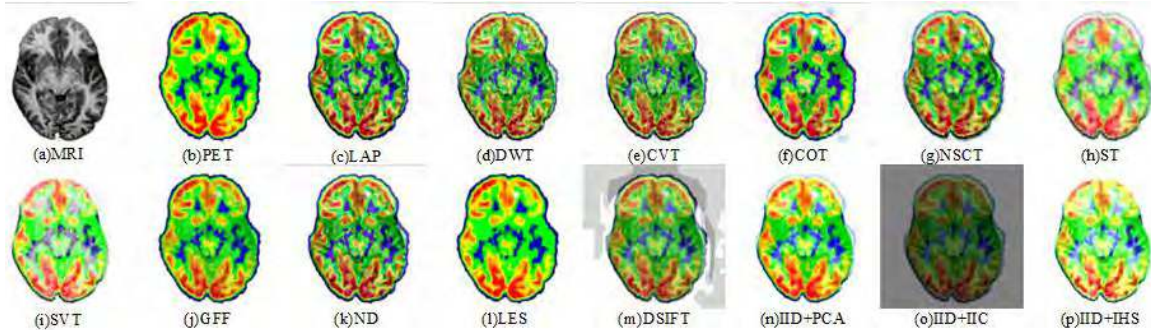 (a)MRI
(b)PET
(c)LAP
(d)DWT
(e)CVT
(f)COT
(g)NSCT
(h)ST
(i)SVT
(j)GFF
(k)ND
(l)LES
(m)DSIFT
(n)IID+PCA
(o)IID+IIC
(p)IID+IHS